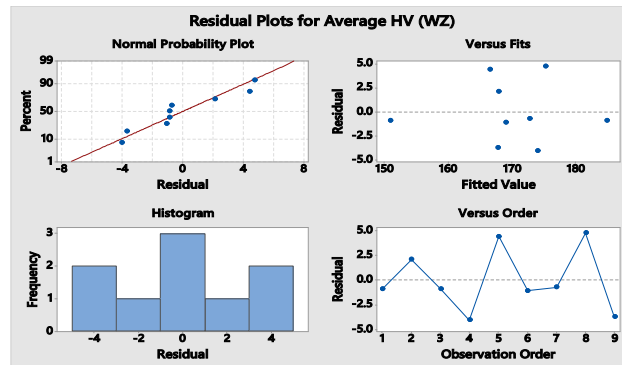 Residual Plots for Average HV (WZ)
Normal Probability Plot
99
90
50
10
1
Percent
-8 -4 0 4 8
Residual
Versus Fits
5.0
2.5
0.0
-2.5
-5.0
Residual
150 160 170 180
Fitted Value
Histogram
3
2
1
0
Frequency
-4 -2 0 2 4
Residual
Versus Order
5.0
2.5
0.0
-2.5
-5.0
Residual
1 2 3 4 5 6 7 8 9
Observation Order